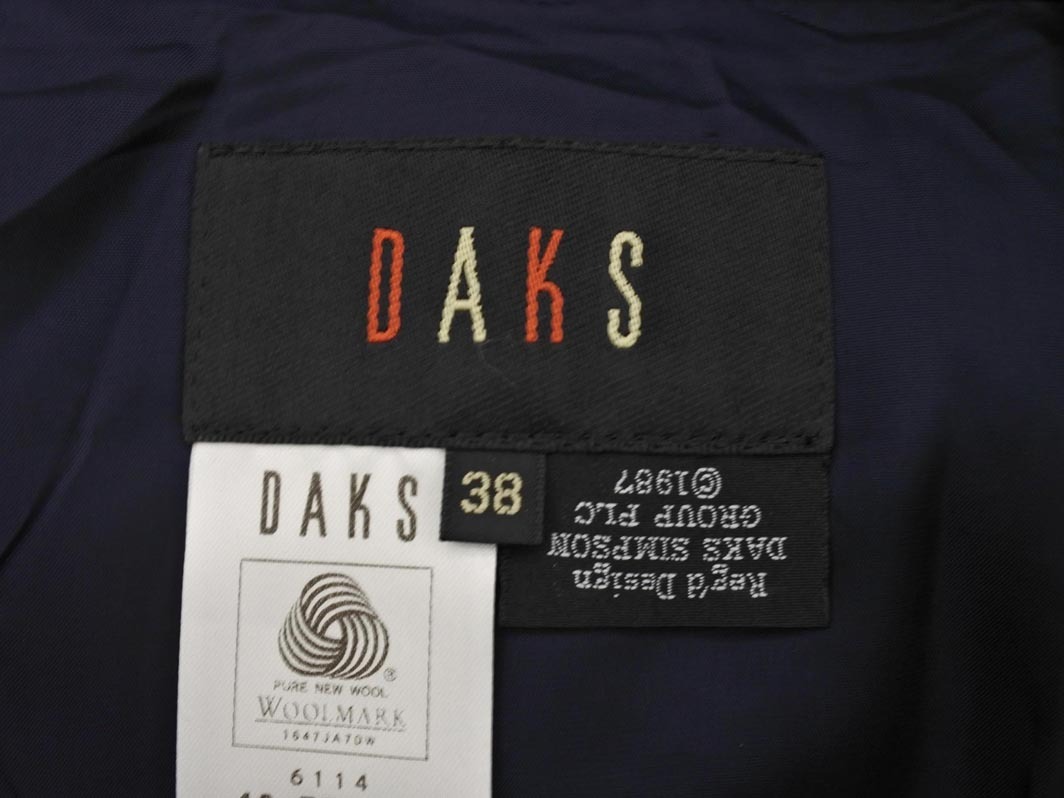 DAKS
38
DAKS
Reg'd Design
DAKS SIMPSON
GROUP PLC
©1987
®
PURE NEW WOOL
WOOLMARK
1647JA70W
6114